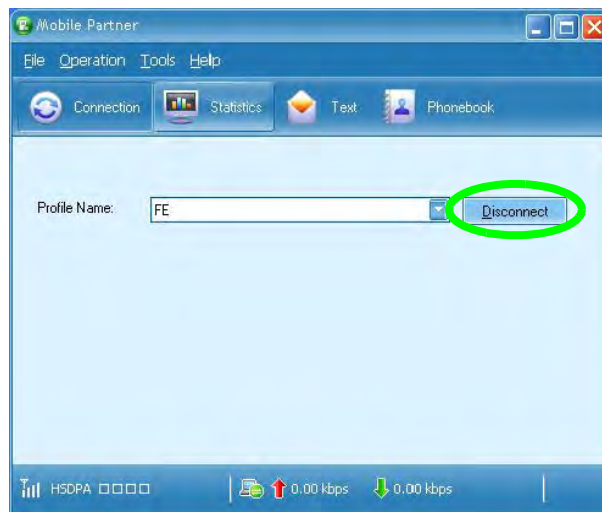 Mobile Partner
File Operation Tools Help
Connection Statistics Text Phonebook
Profile Name: FE Disconnect
HSDPA □□□□ 0.00 kbps 0.00 kbps